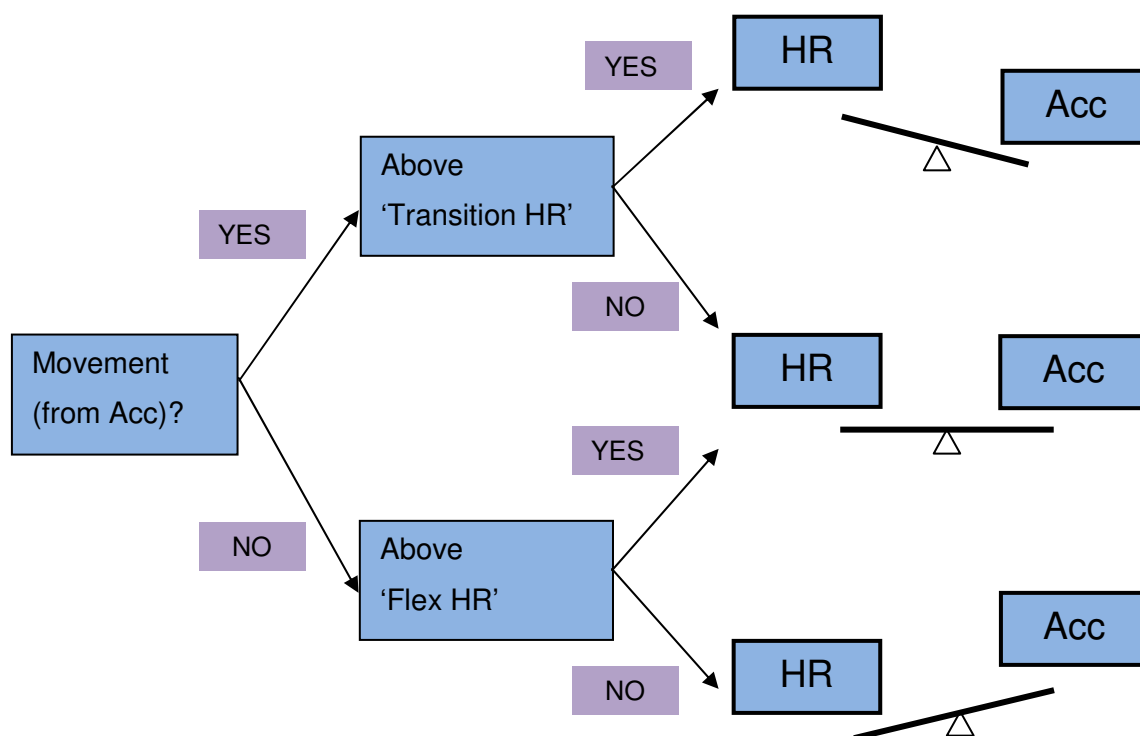 YES
HR
Acc
Above
‘Transition HR’
YES
NO
Movement
(from Acc)?
HR
Acc
YES
NO
Above
‘Flex HR’
Acc
HR
NO